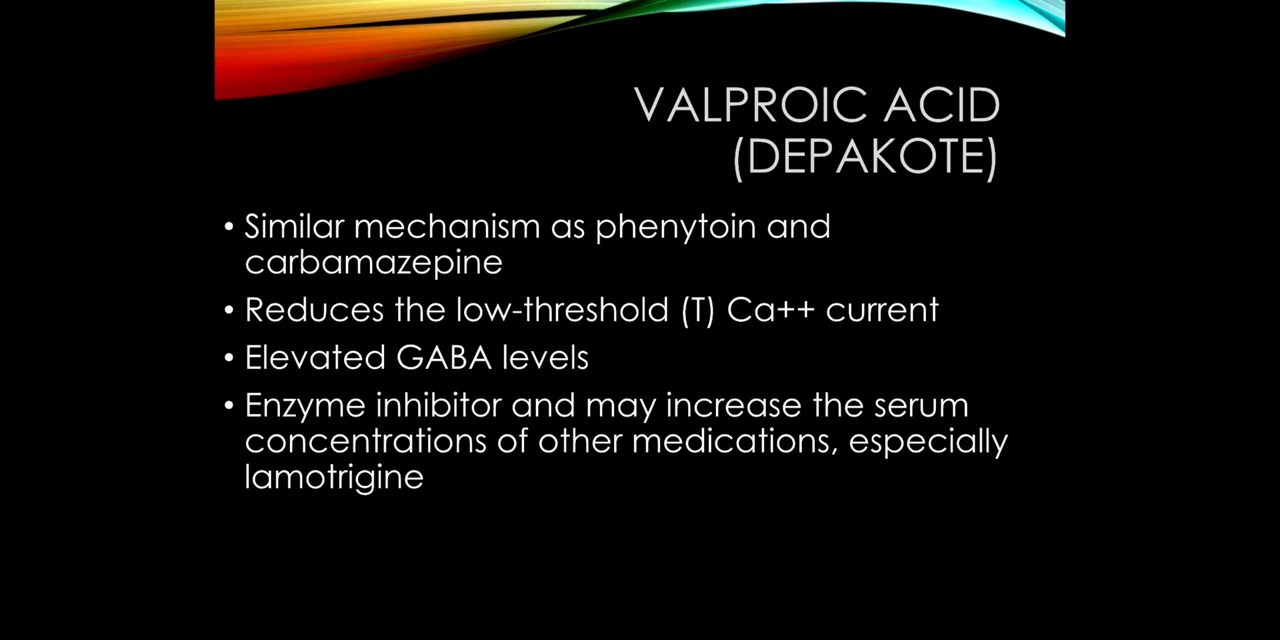 VALPROIC ACID
(DEPAKOTE)
• Similar mechanism as phenytoin and
carbamazepine
• Reduces the low-threshold (T) Ca++ current
• Elevated GABA levels
• Enzyme inhibitor and may increase the serum
concentrations of other medications, especially
lamotrigine